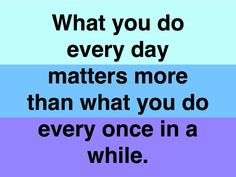 What you do
every day
matters more
than what you do
every once in a
while.